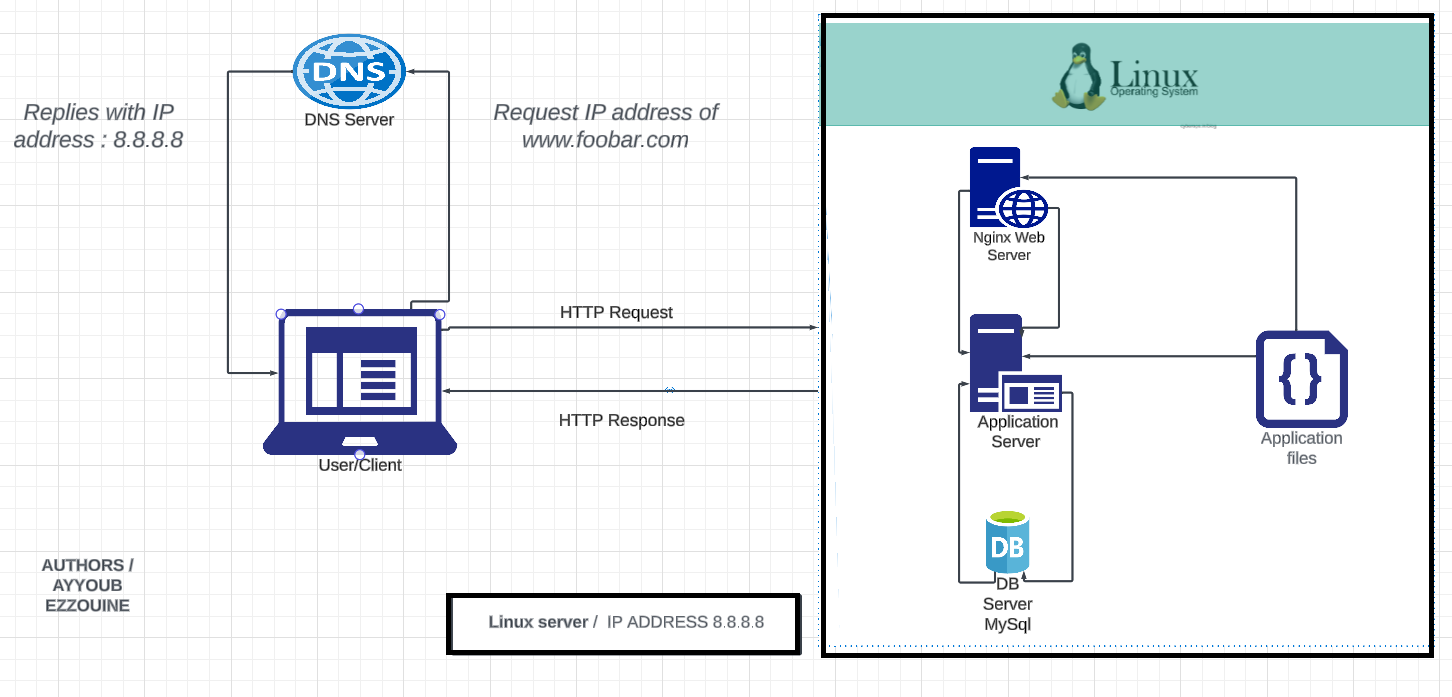 DNS
DNS Server
Replies with IP
address : 8.8.8.8
Request IP address of
www.foobar.com
Linux
Operating System
Nginx Web
Server
HTTP Request
HTTP Response
User/Client
Application
Server
{}
Application
files
DB
DB
Server
MySql
AUTHORS /
AYYOUB
EZZOUINE
Linux server / IP ADDRESS 8.8.8.8